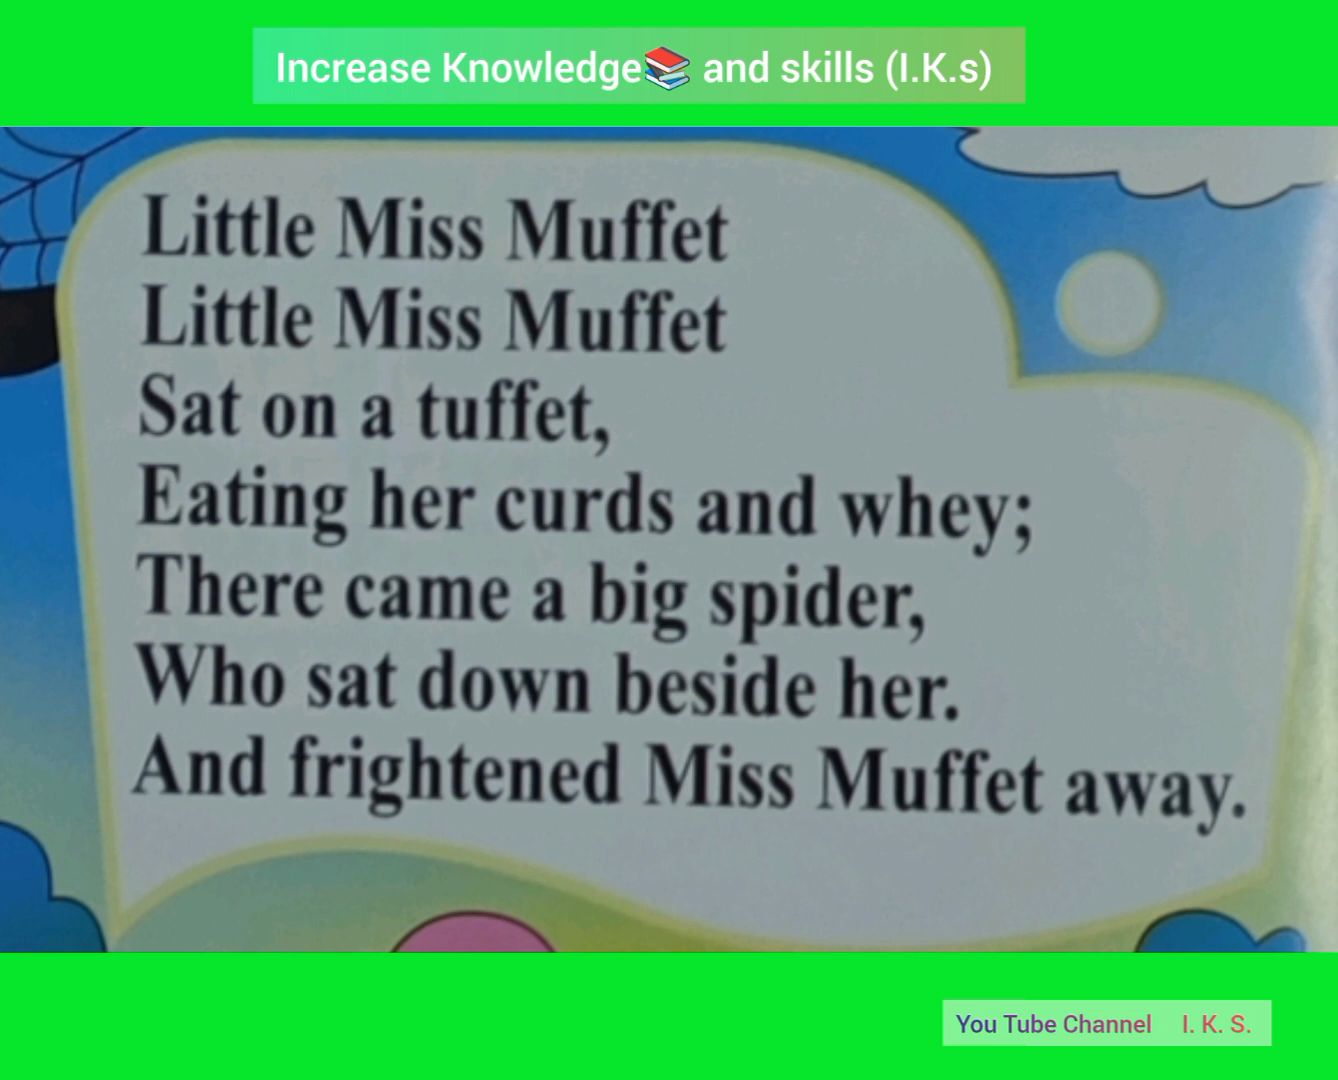 Increase Knowledge📚 and skills (I.K.s)
Little Miss Muffet
Little Miss Muffet
Sat on a tuffet,
Eating her curds and whey;
There came a big spider,
Who sat down beside her.
And frightened Miss Muffet away.
You Tube Channel I. K. S.